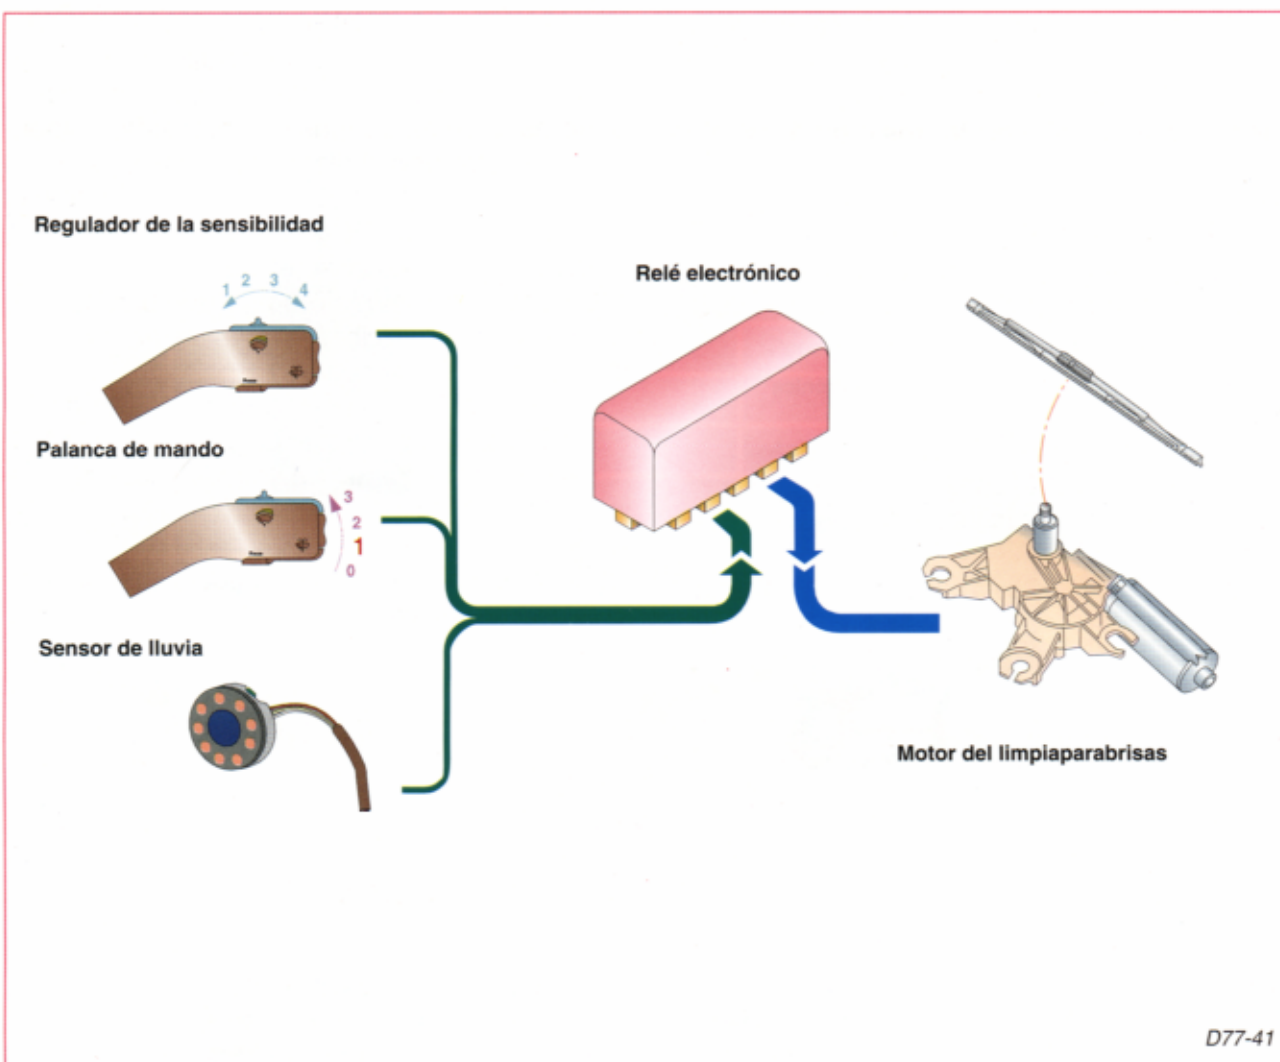 Regulador de la sensibilidad
1 2 3 4
Relé electrónico
Palanca de mando
3
2
1
0
Sensor de lluvia
Motor del limpiaparabrisas
D77-41